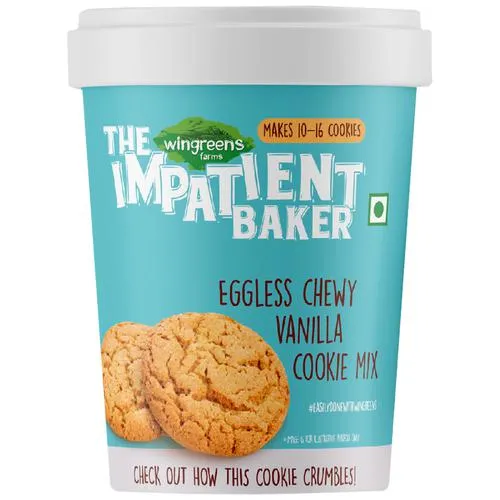 wingreens
farms
MAKES 10-16 COOKIES
THE
IMPATIENT
BAKER
EGGLESS CHEWY
VANILLA
COOKIE MIX
#EASILYDONEWITHWINGREENS
CHECK OUT HOW THIS COOKIE CRUMBLES!